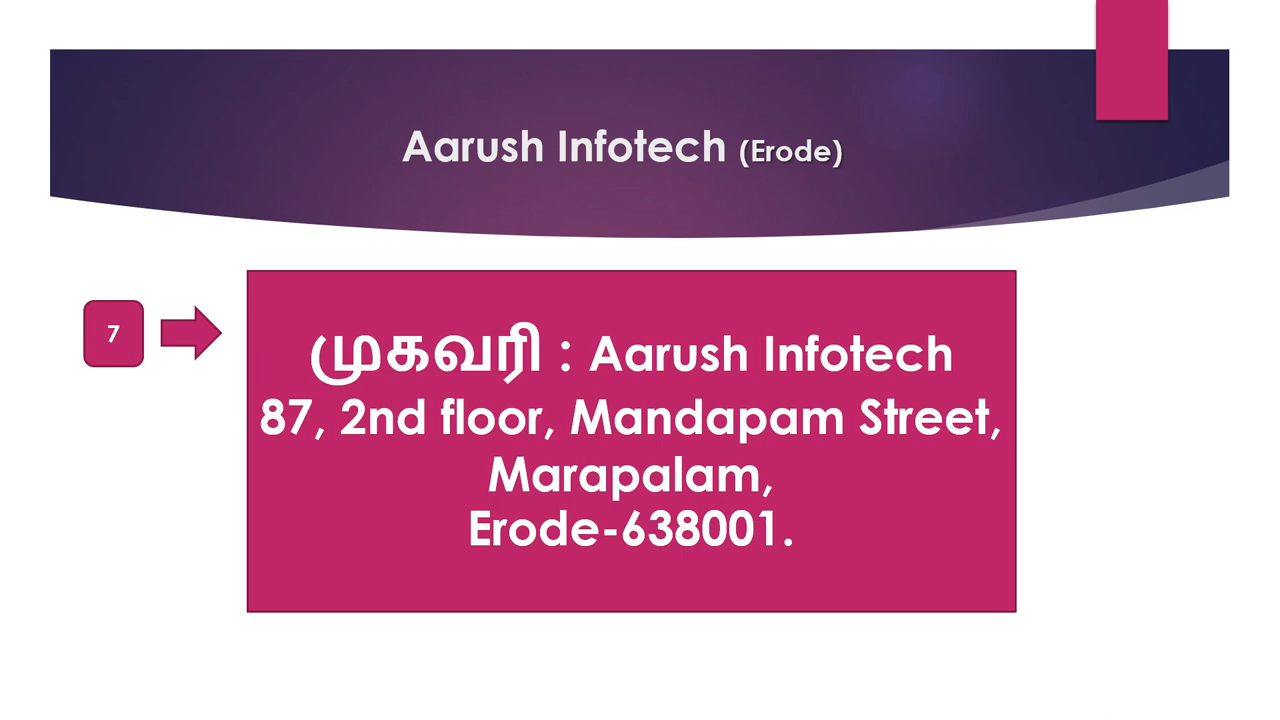 Aarush Infotech (Erode)
7
முகவரி : Aarush Infotech
87, 2nd floor, Mandapam Street,
Marapalam,
Erode-638001.